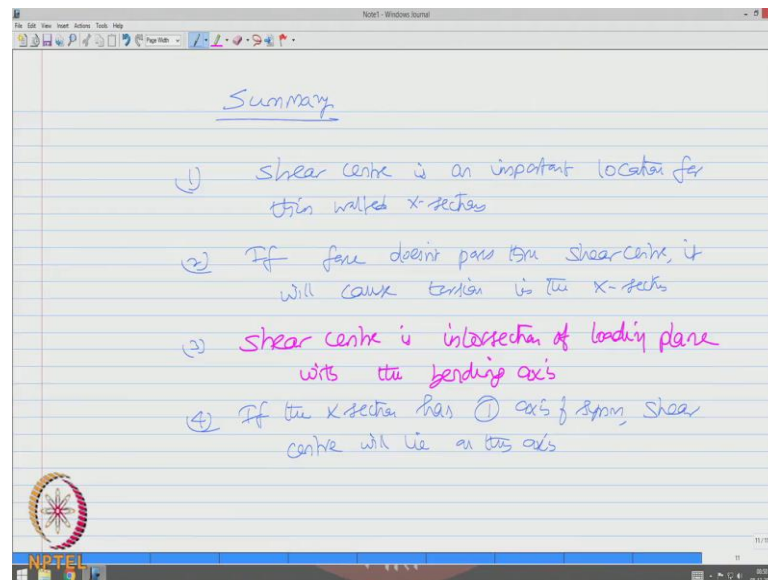 Note1 - Windows Journal
File Edit View Insert Actions Tools Help
Page Width
Summary
(1) Shear centre is an important location for
thin walled x-sections
(2) If force doesn't pass thru shear centre, it
will cause torsion in the x-section
(3) Shear centre is intersection of loading plane
with the bending axis
(4) If the x section has (1) axis of symm, shear
centre will lie on this axis
NPTEL